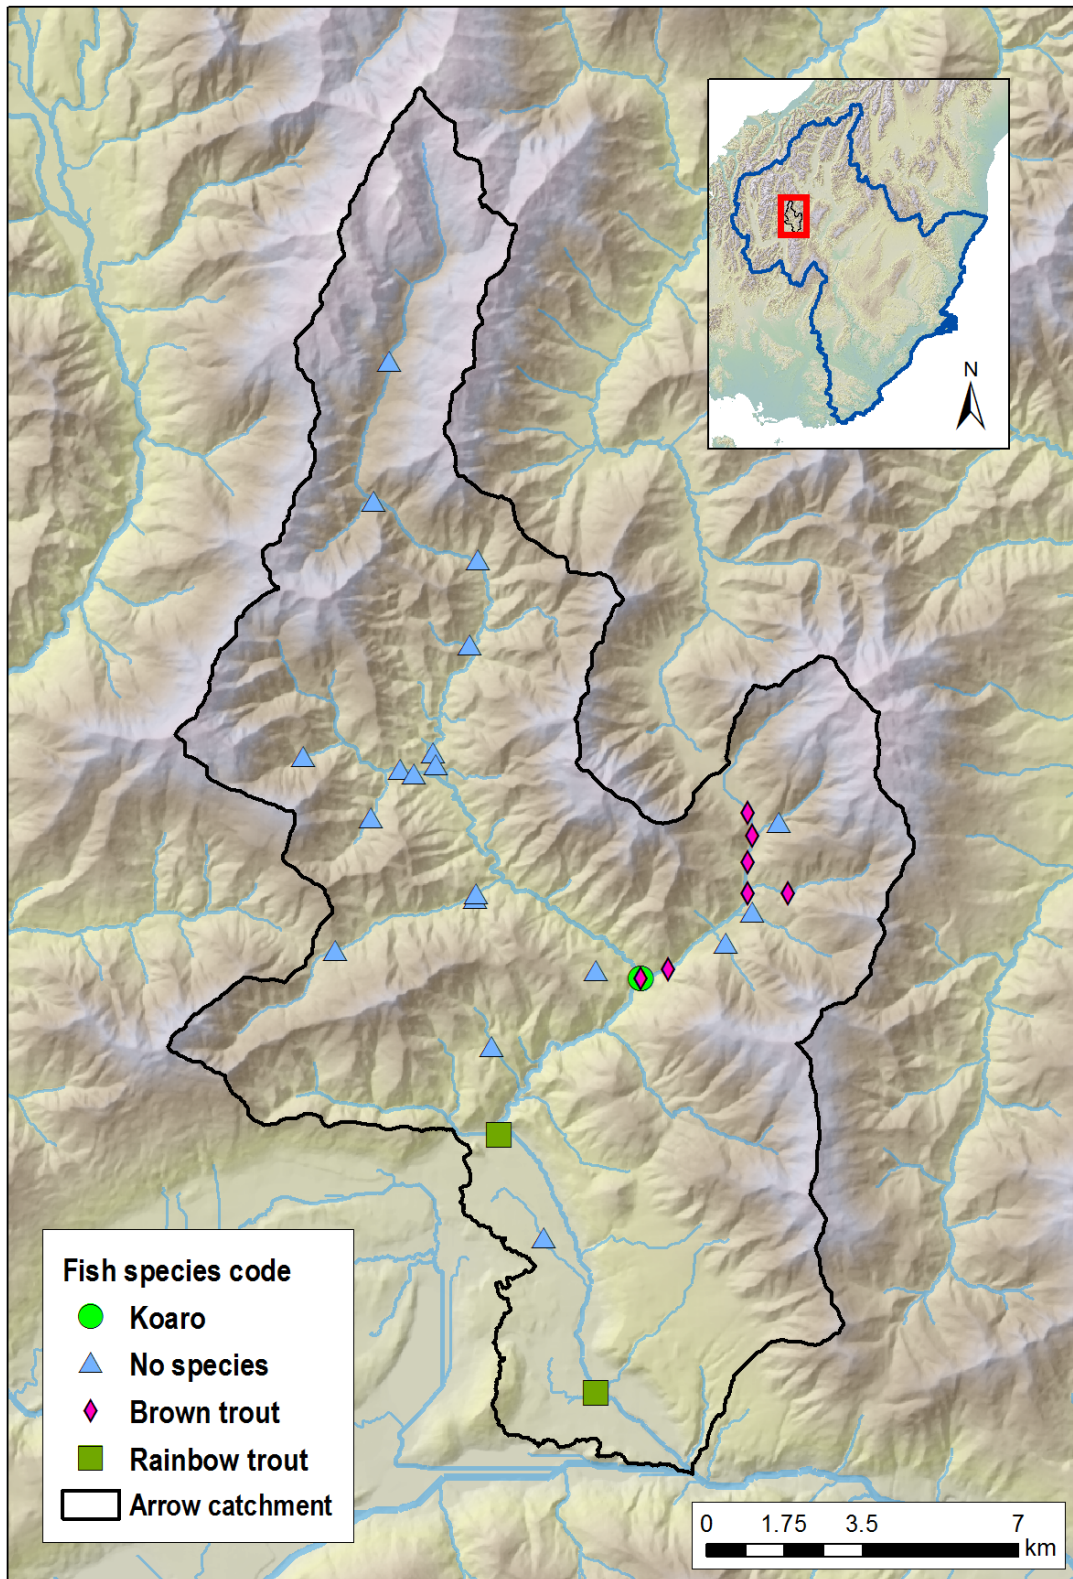 N
Fish species code
Koaro
No species
Brown trout
Rainbow trout
Arrow catchment
0 1.75 3.5 7
km